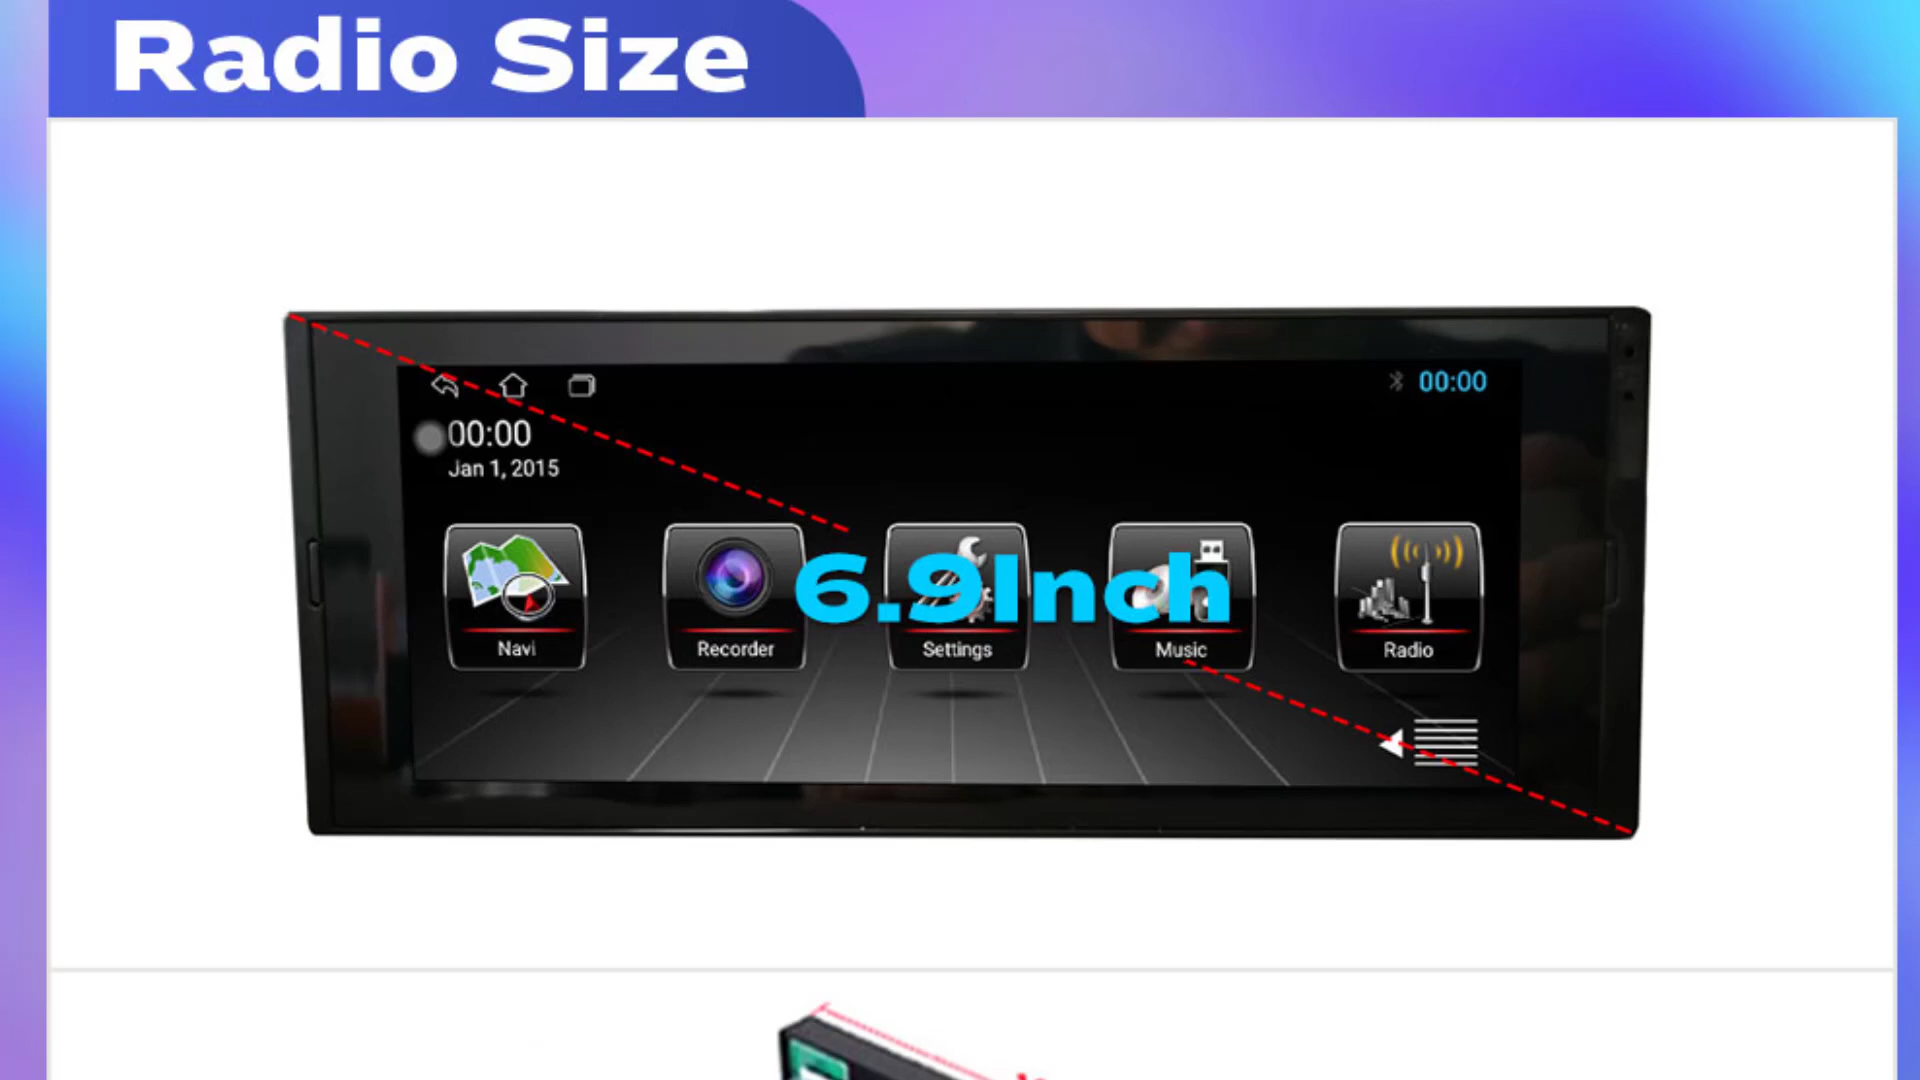 Radio Size
00:00
00:00
Jan 1, 2015
6.9Inch
Navi
Recorder
Settings
Music
Radio